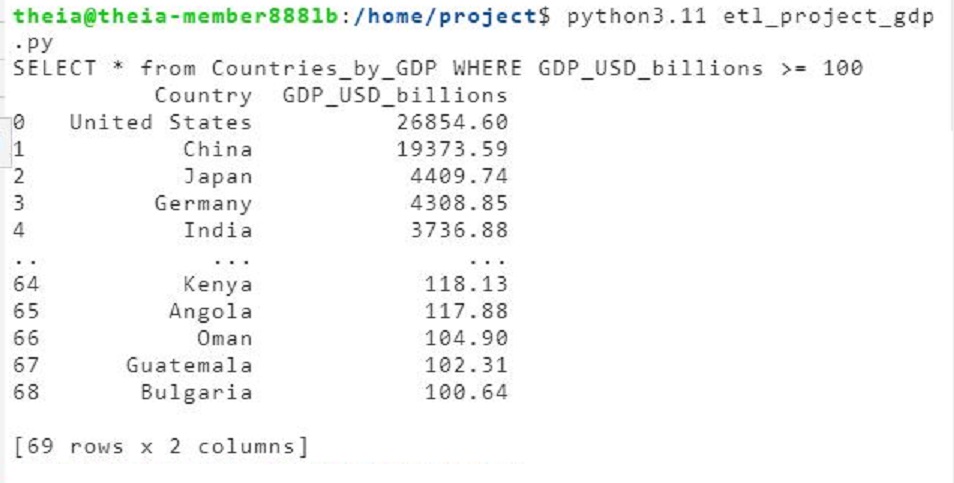 theia@theia-member888lb:/home/project$ python3.11 etl_project_gdp
.py
SELECT * from Countries_by_GDP WHERE GDP_USD_billions >= 100
Country GDP_USD_billions
0 United States 26854.60
1 China 19373.59
2 Japan 4409.74
3 Germany 4308.85
4 India 3736.88
.. ... ...
64 Kenya 118.13
65 Angola 117.88
66 Oman 104.90
67 Guatemala 102.31
68 Bulgaria 100.64
[69 rows x 2 columns]